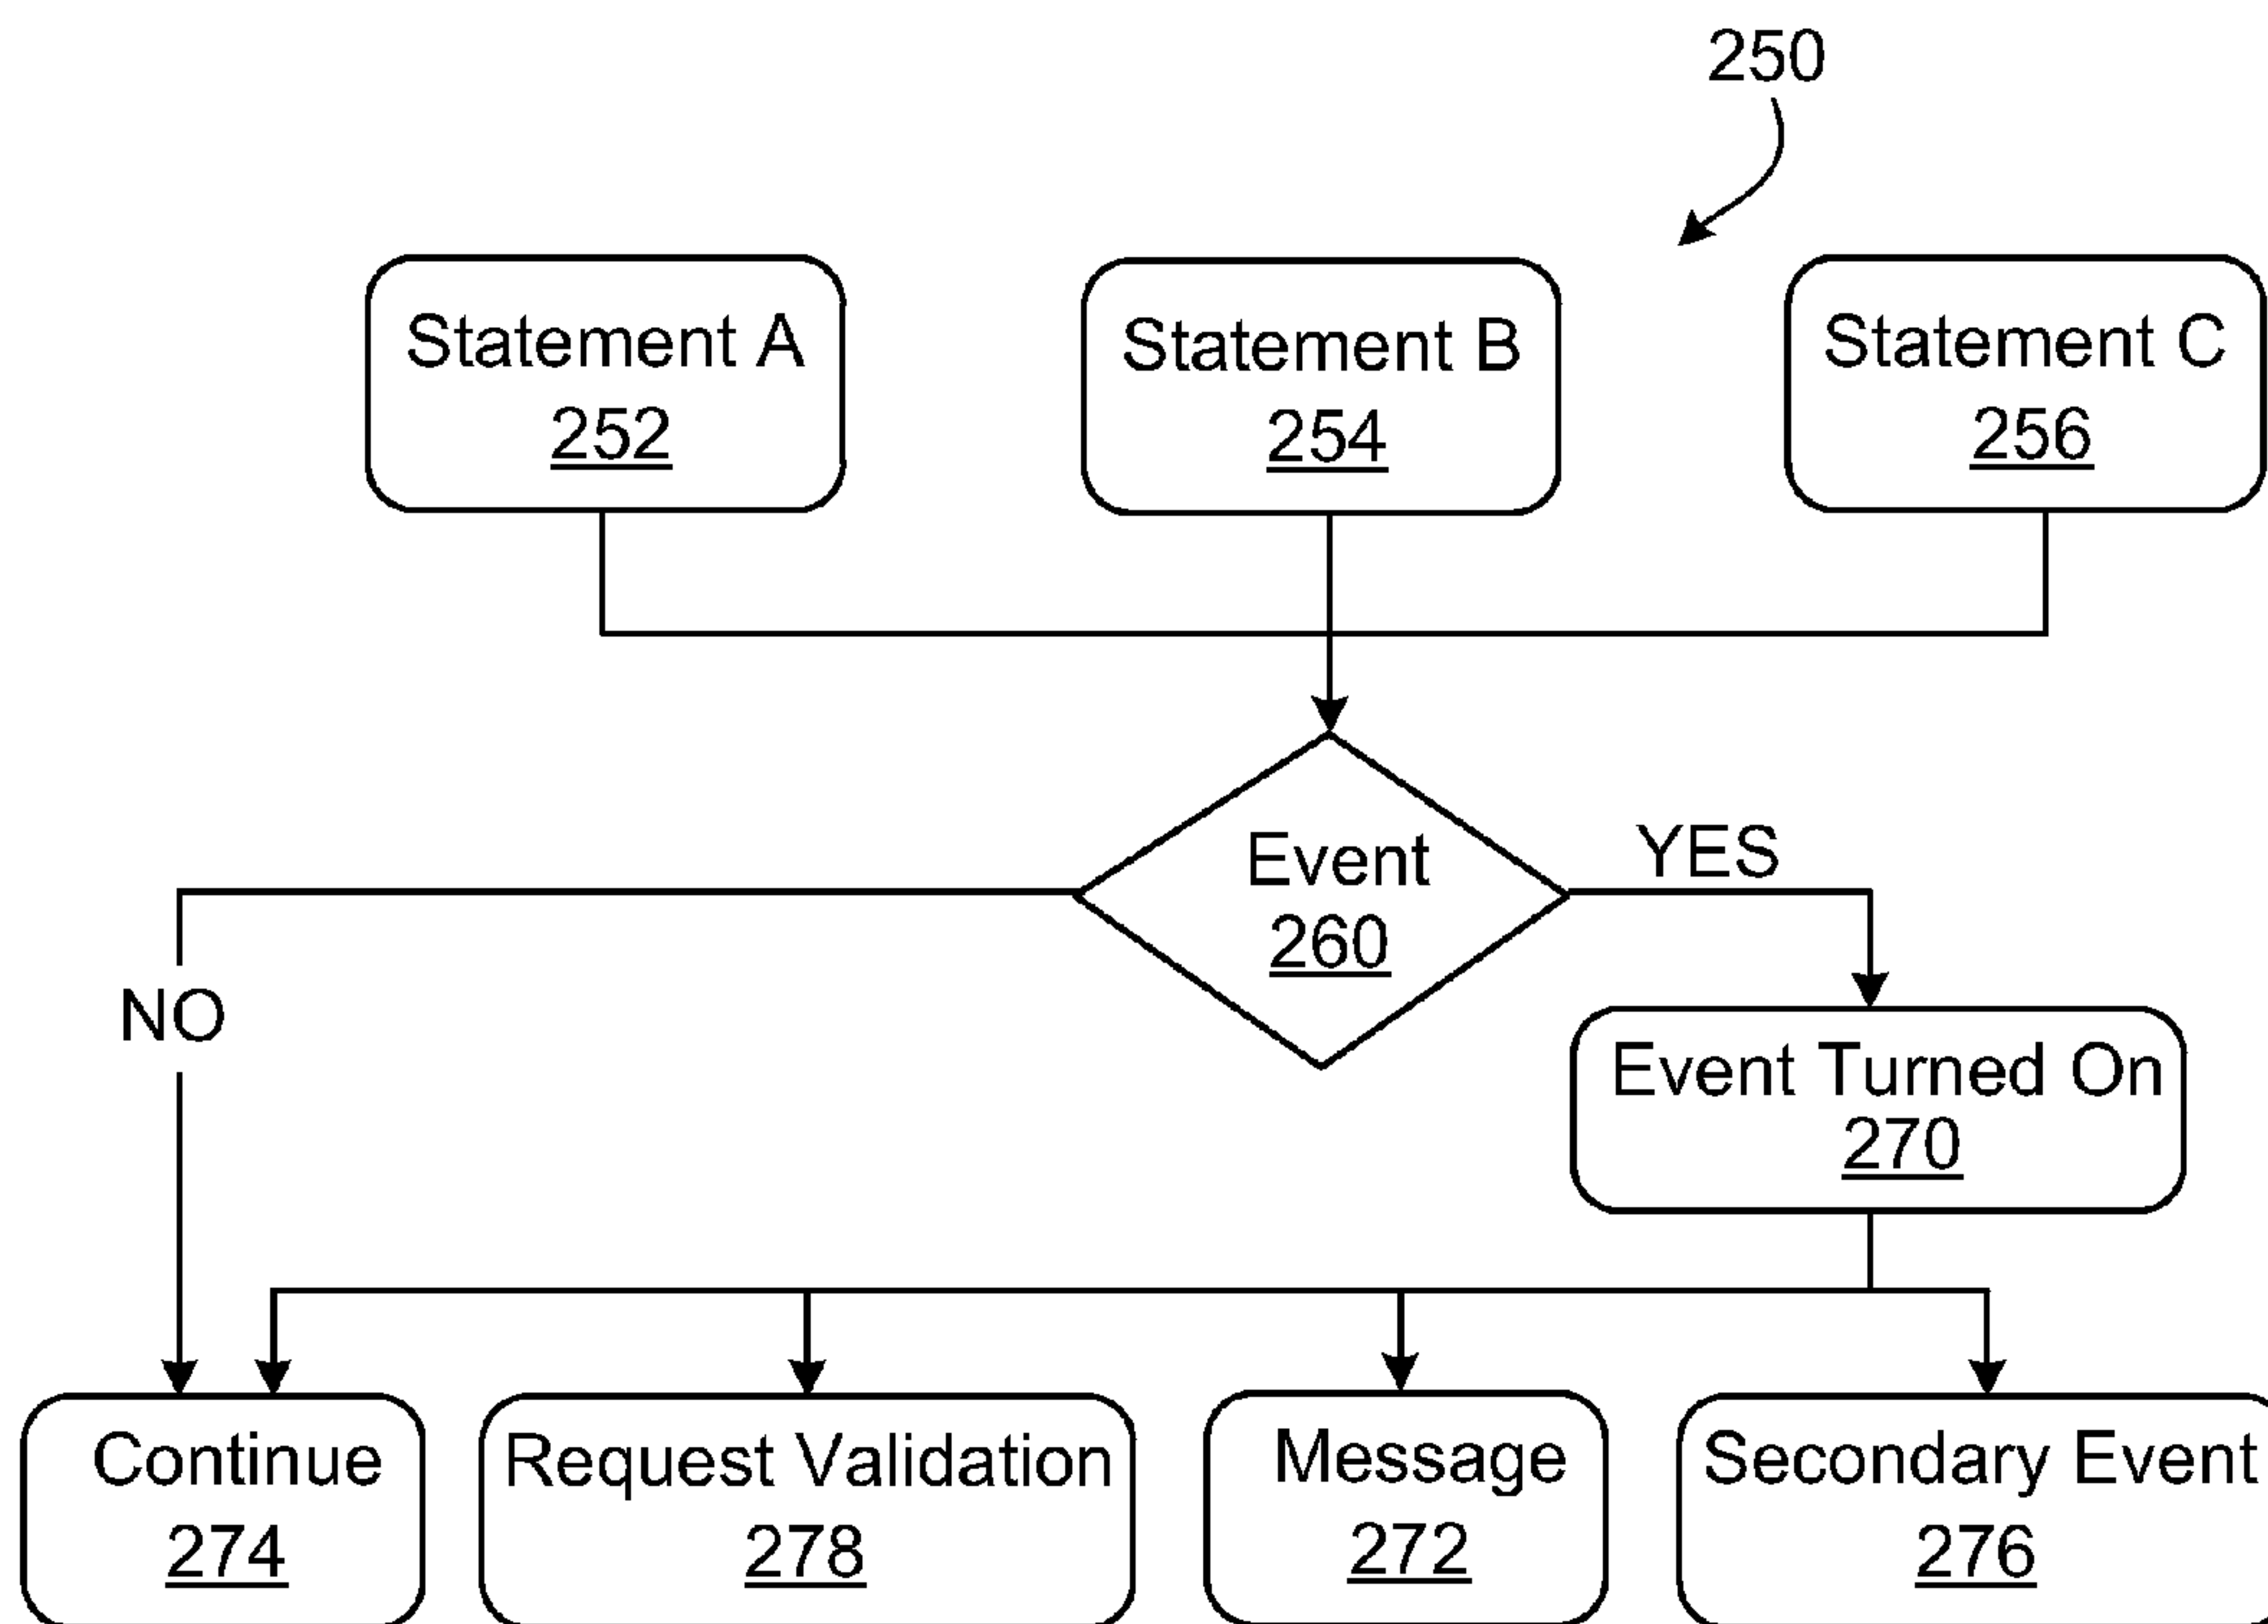 250
Statement A
252
Statement B
254
Statement C
256
Event
260
YES
NO
Event Turned On
270
Continue
274
Request Validation
278
Message
272
Secondary Event
276